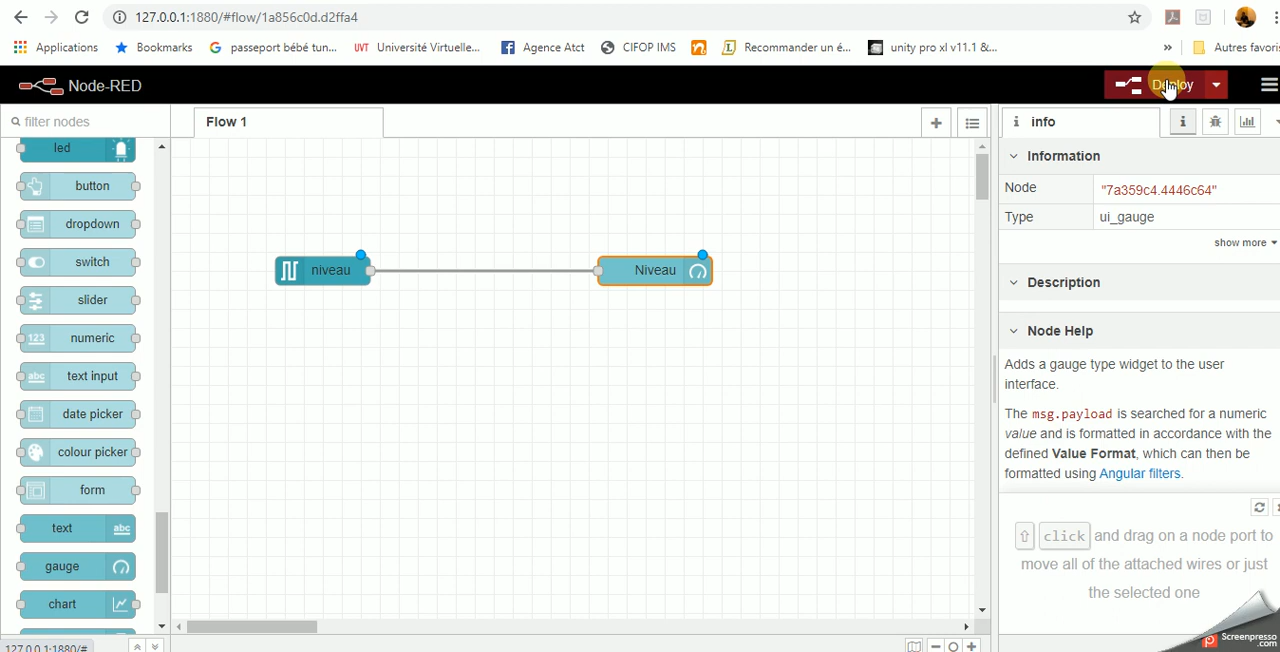 127.0.0.1:1880/#flow/1a856c0d.d2ffa4
Applications
Bookmarks
passeport bébé tun...
UVT
Université Virtuelle...
Agence Atct
CIFOP IMS
Recommander un é...
unity pro xl v11.1 &...
»
Autres favoris
Node-RED
Deploy
filter nodes
Flow 1
i info
i
Information
Node
"7a359c4.4446c64"
Type
ui_gauge
show more
Description
Node Help
Adds a gauge type widget to the user
interface.
The msg.payload is searched for a numeric
value and is formatted in accordance with the
defined Value Format, which can then be
formatted using Angular filters.
⇧ click and drag on a node port to
move all of the attached wires or just
the selected one
led
button
dropdown
switch
slider
123 numeric
abc text input
date picker
colour picker
form
text abc
gauge
chart
niveau
Niveau
127.0.0.1:1880/#
Screenpresso
.com